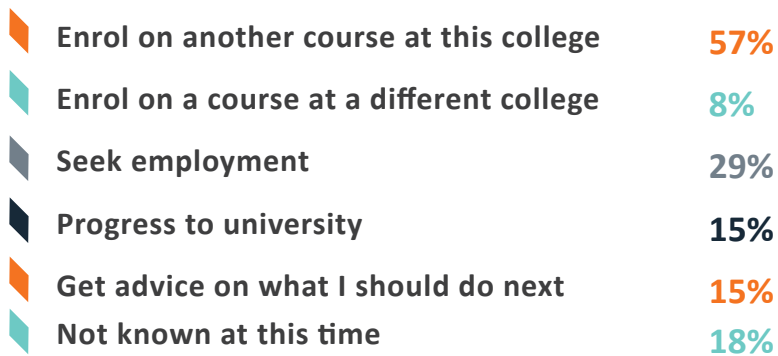 Enrol on another course at this college 57%
Enrol on a course at a different college 8%
Seek employment 29%
Progress to university 15%
Get advice on what I should do next 15%
Not known at this time 18%